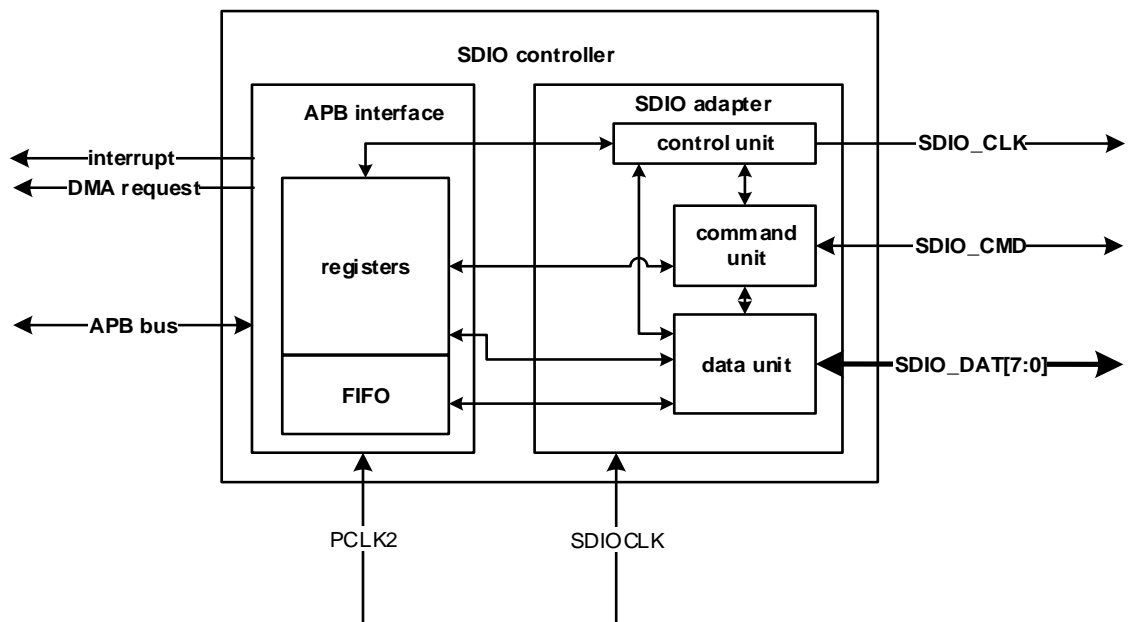 SDIO controller
APB interface
SDIO adapter
control unit
SDIO_CLK
interrupt
DMA request
command
unit
SDIO_CMD
registers
APB bus
data unit
SDIO_DAT[7:0]
FIFO
PCLK2
SDIOCLK